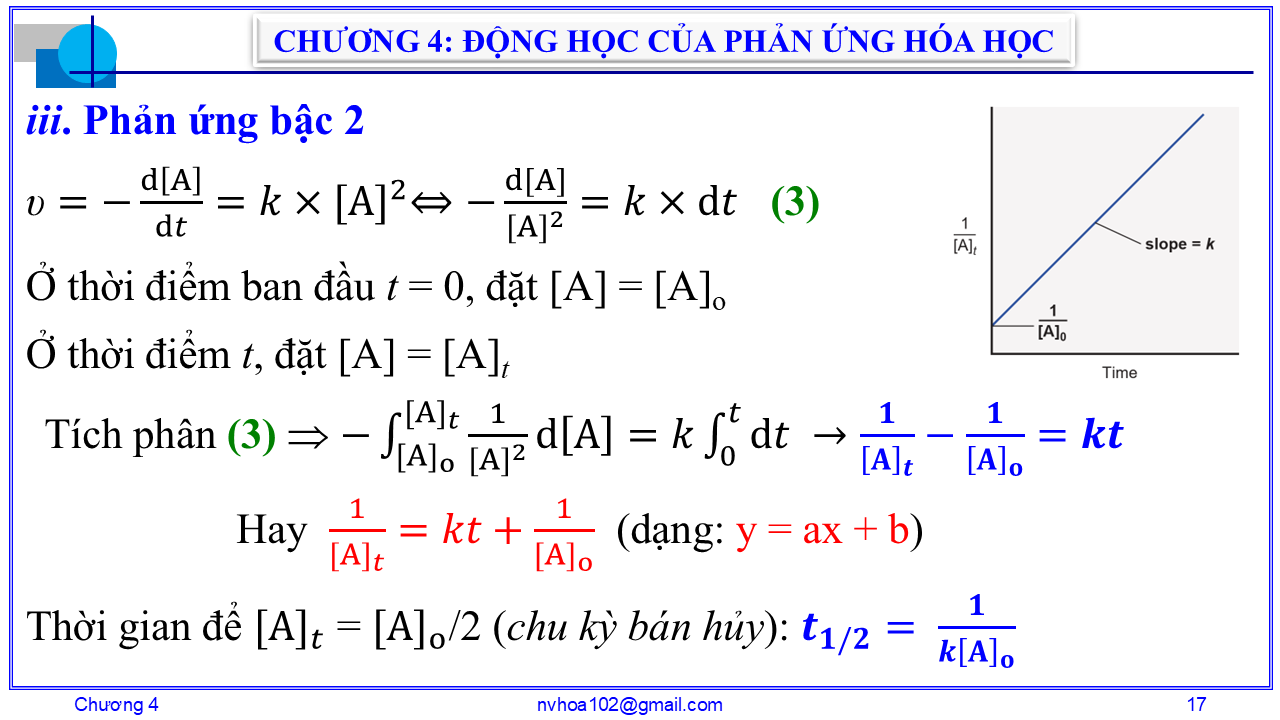 CHƯƠNG 4: ĐỘNG HỌC CỦA PHẢN ỨNG HÓA HỌC
iii. Phản ứng bậc 2
υ = −d[A]/dt = k × [A]² ⇔ −d[A]/[A]² = k × dt (3)
Ở thời điểm ban đầu t = 0, đặt [A] = [A]ₒ
Ở thời điểm t, đặt [A] = [A]ₜ
1/[A]ₜ
slope = k
1/[A]₀
Time
Tích phân (3) ⇒ −∫_{[A]ₒ}^{[A]ₜ} 1/[A]² d[A] = k ∫_0^t dt → 1/[A]ₜ − 1/[A]ₒ = kt
Hay 1/[A]ₜ = kt + 1/[A]ₒ (dạng: y = ax + b)
Thời gian để [A]ₜ = [A]ₒ/2 (chu kỳ bán hủy): t_{1/2} = 1/k[A]ₒ
Chương 4
nvhoa102@gmail.com
17